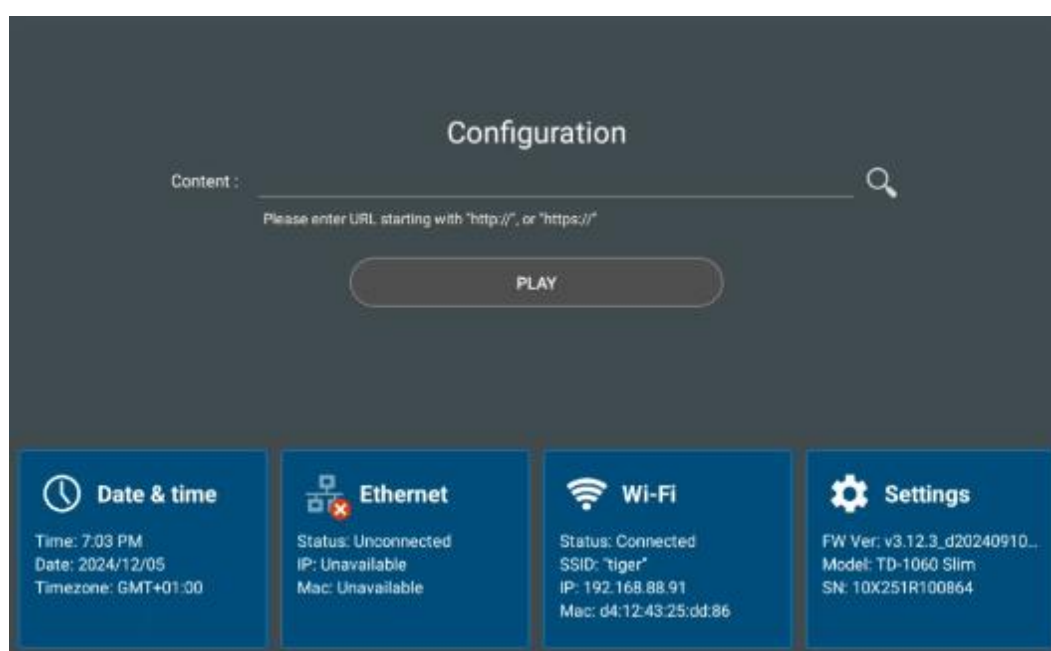 Configuration
Content :
Please enter URL starting with "http://", or "https://"
PLAY
Date & time
Time: 7:03 PM
Date: 2024/12/05
Timezone: GMT+01:00
Ethernet
Status: Unconnected
IP: Unavailable
Mac: Unavailable
Wi-Fi
Status: Connected
SSID: "tiger"
IP: 192.168.88.91
Mac: d4:12:43:25:dd:86
Settings
FW Ver: v3.12.3_d20240910...
Model: TD-1060 Slim
SN: 10X251R100864